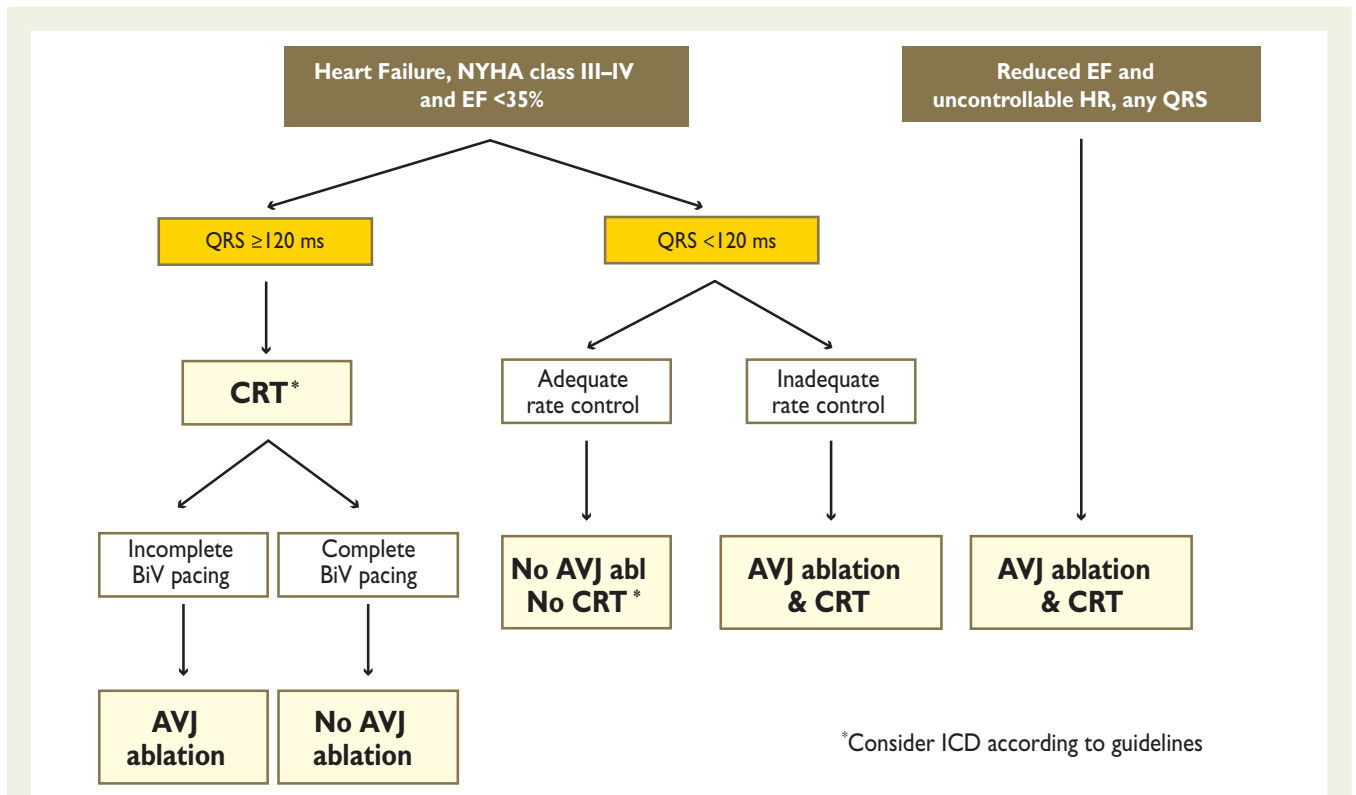 Heart Failure, NYHA class III–IV
and EF <35%
Reduced EF and
uncontrollable HR, any QRS
QRS ≥120 ms
QRS <120 ms
CRT*
Adequate
rate control
Inadequate
rate control
Incomplete
BiV pacing
Complete
BiV pacing
No AVJ abl
No CRT*
AVJ ablation
& CRT
AVJ ablation
& CRT
AVJ
ablation
No AVJ
ablation
*Consider ICD according to guidelines